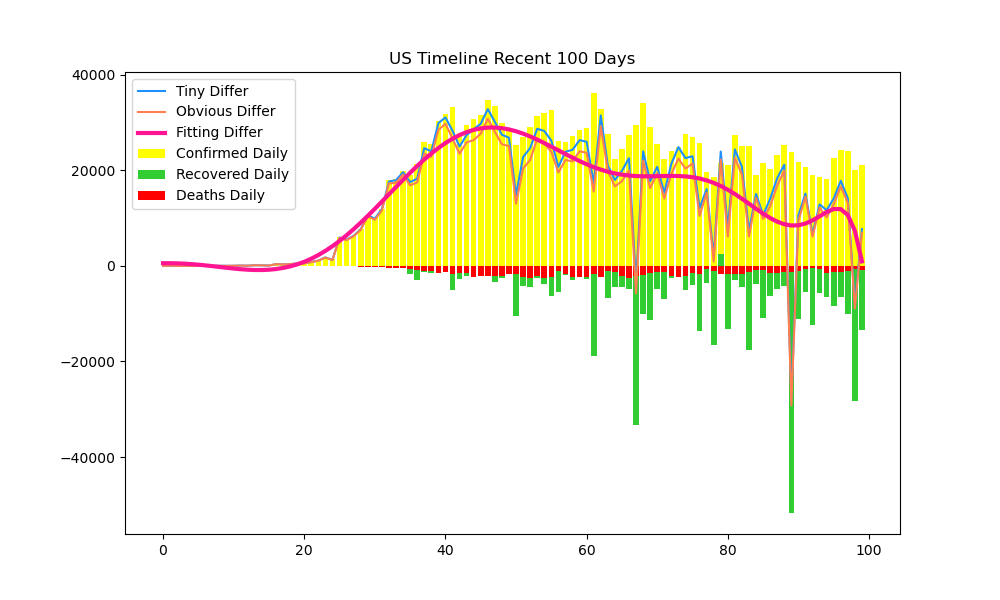 US Timeline Recent 100 Days
40000
20000
0
−20000
−40000
0 20 40 60 80 100
Tiny Differ
Obvious Differ
Fitting Differ
Confirmed Daily
Recovered Daily
Deaths Daily